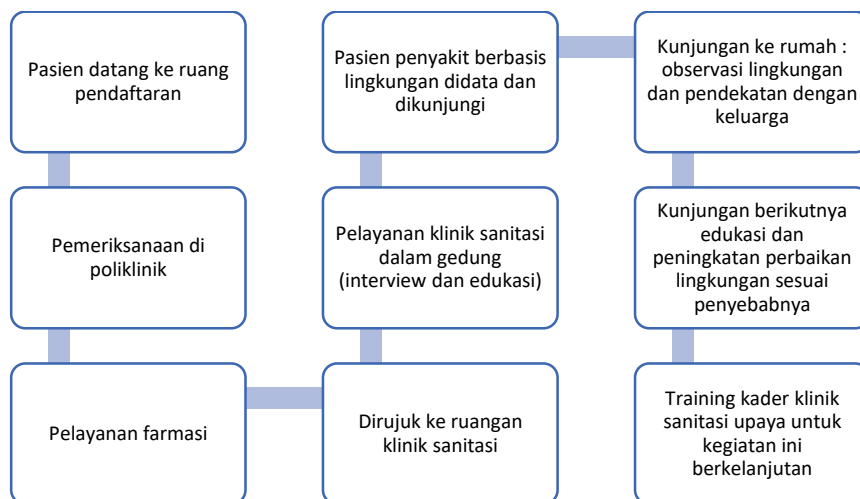 Pasien datang ke ruang
pendaftaran
Pemeriksanaan di
poliklinik
Pelayanan farmasi
Dirujuk ke ruangan
klinik sanitasi
Pelayanan klinik sanitasi
dalam gedung
(interview dan edukasi)
Pasien penyakit berbasis
lingkungan didata dan
dikunjungi
Kunjungan ke rumah :
observasi lingkungan
dan pendekatan dengan
keluarga
Kunjungan berikutnya
edukasi dan
peningkatan perbaikan
lingkungan sesuai
penyebabnya
Training kader klinik
sanitasi upaya untuk
kegiatan ini
berkelanjutan